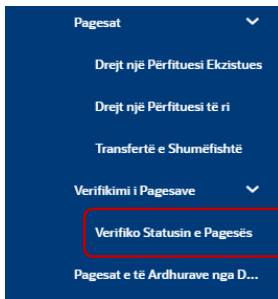 Pagesat
Drejt një Përfituesi Ekzistues
Drejt një Përfituesi të ri
Transfertë e Shumëfishtë
Verifikimi i Pagesave
Verifiko Statusin e Pagesës
Pagesat e të Ardhurave nga D...